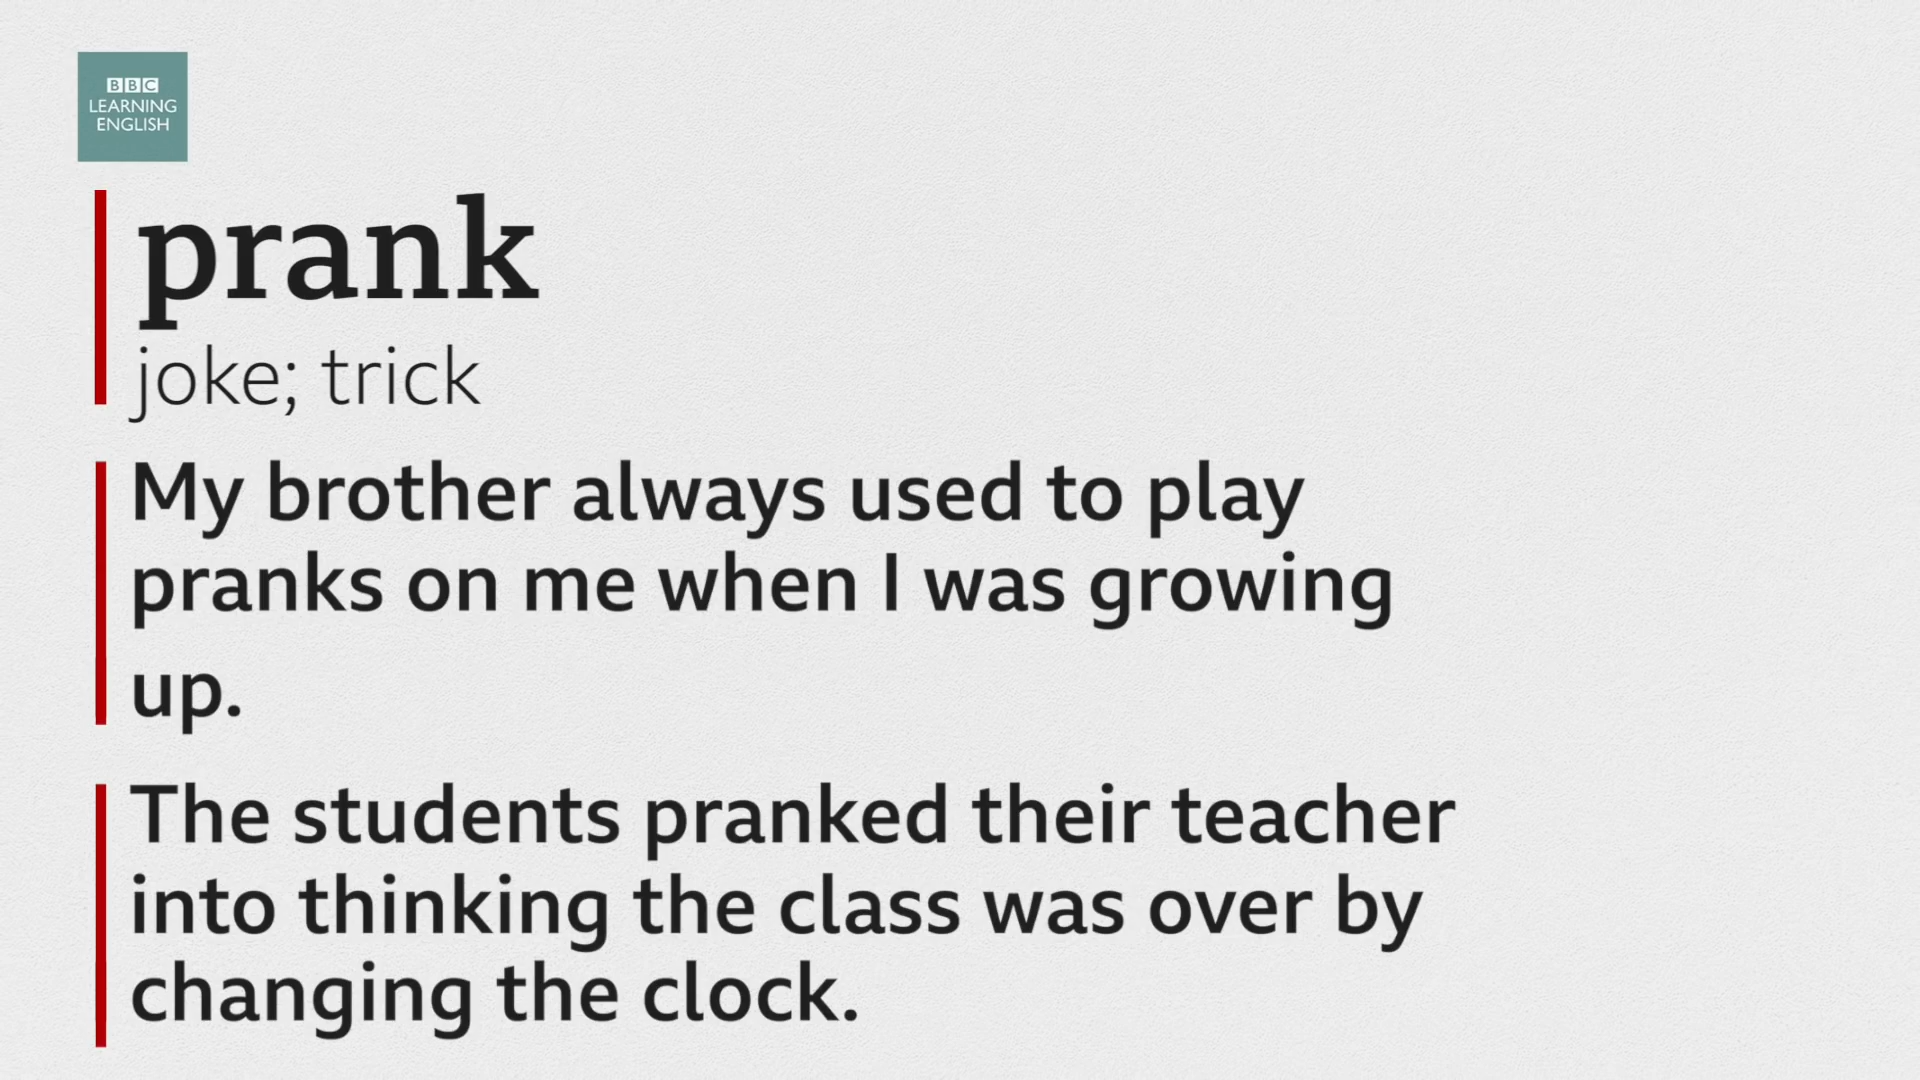 BBC
LEARNING
ENGLISH
prank
joke; trick
My brother always used to play
pranks on me when I was growing
up.
The students pranked their teacher
into thinking the class was over by
changing the clock.